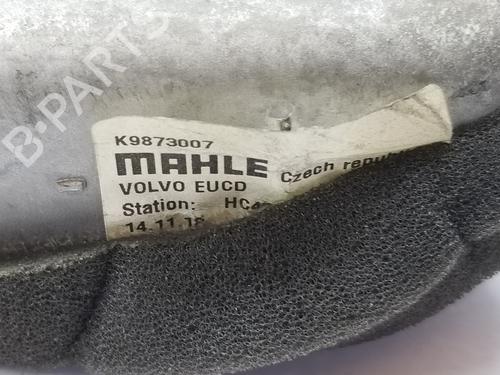 B-PARTS
K9873007
MAHLE
Czech
VOLVO EUCD
Station:
14.11.